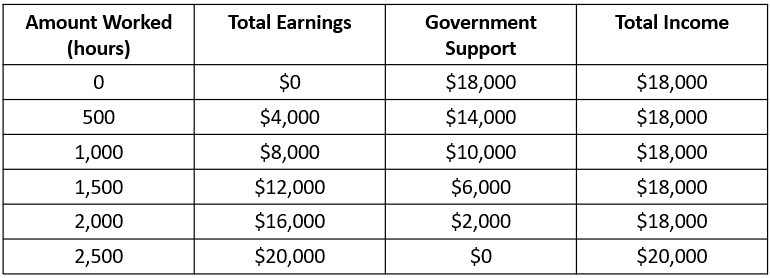 Amount Worked (hours) Total Earnings Government Support Total Income
0 $0 $18,000 $18,000
500 $4,000 $14,000 $18,000
1,000 $8,000 $10,000 $18,000
1,500 $12,000 $6,000 $18,000
2,000 $16,000 $2,000 $18,000
2,500 $20,000 $0 $20,000